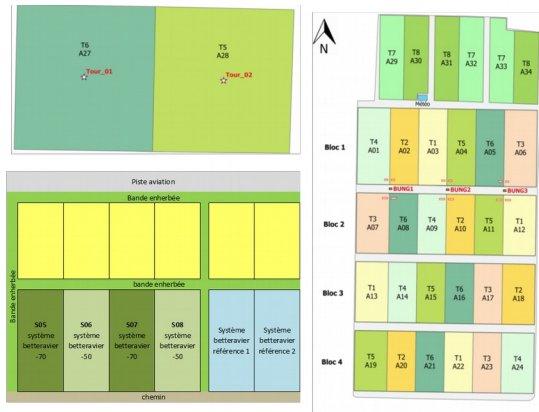 T6
A27
Tour_01
T5
A28
Tour_02
Piste aviation
Bande enherbée
Bande enherbée
bande enherbée
S05
système
betteravier
-70
S06
système
betteravier
-50
S07
système
betteravier
-70
S08
système
betteravier
-50
Système
betteravier
référence 1
Système
betteravier
référence 2
chemin
N
T7
A29
T8
A30
T8
A31
T7
A32
T7
A33
T8
A34
Météo
Bloc 1
T4
A01
T2
A02
T1
A03
T5
A04
T6
A05
T3
A06
BUNG1
BUNG2
BUNG3
Bloc 2
T3
A07
T6
A08
T4
A09
T2
A10
T5
A11
T1
A12
Bloc 3
T1
A13
T4
A14
T5
A15
T6
A16
T3
A17
T2
A18
Bloc 4
T5
A19
T2
A20
T6
A21
T1
A22
T3
A23
T4
A24